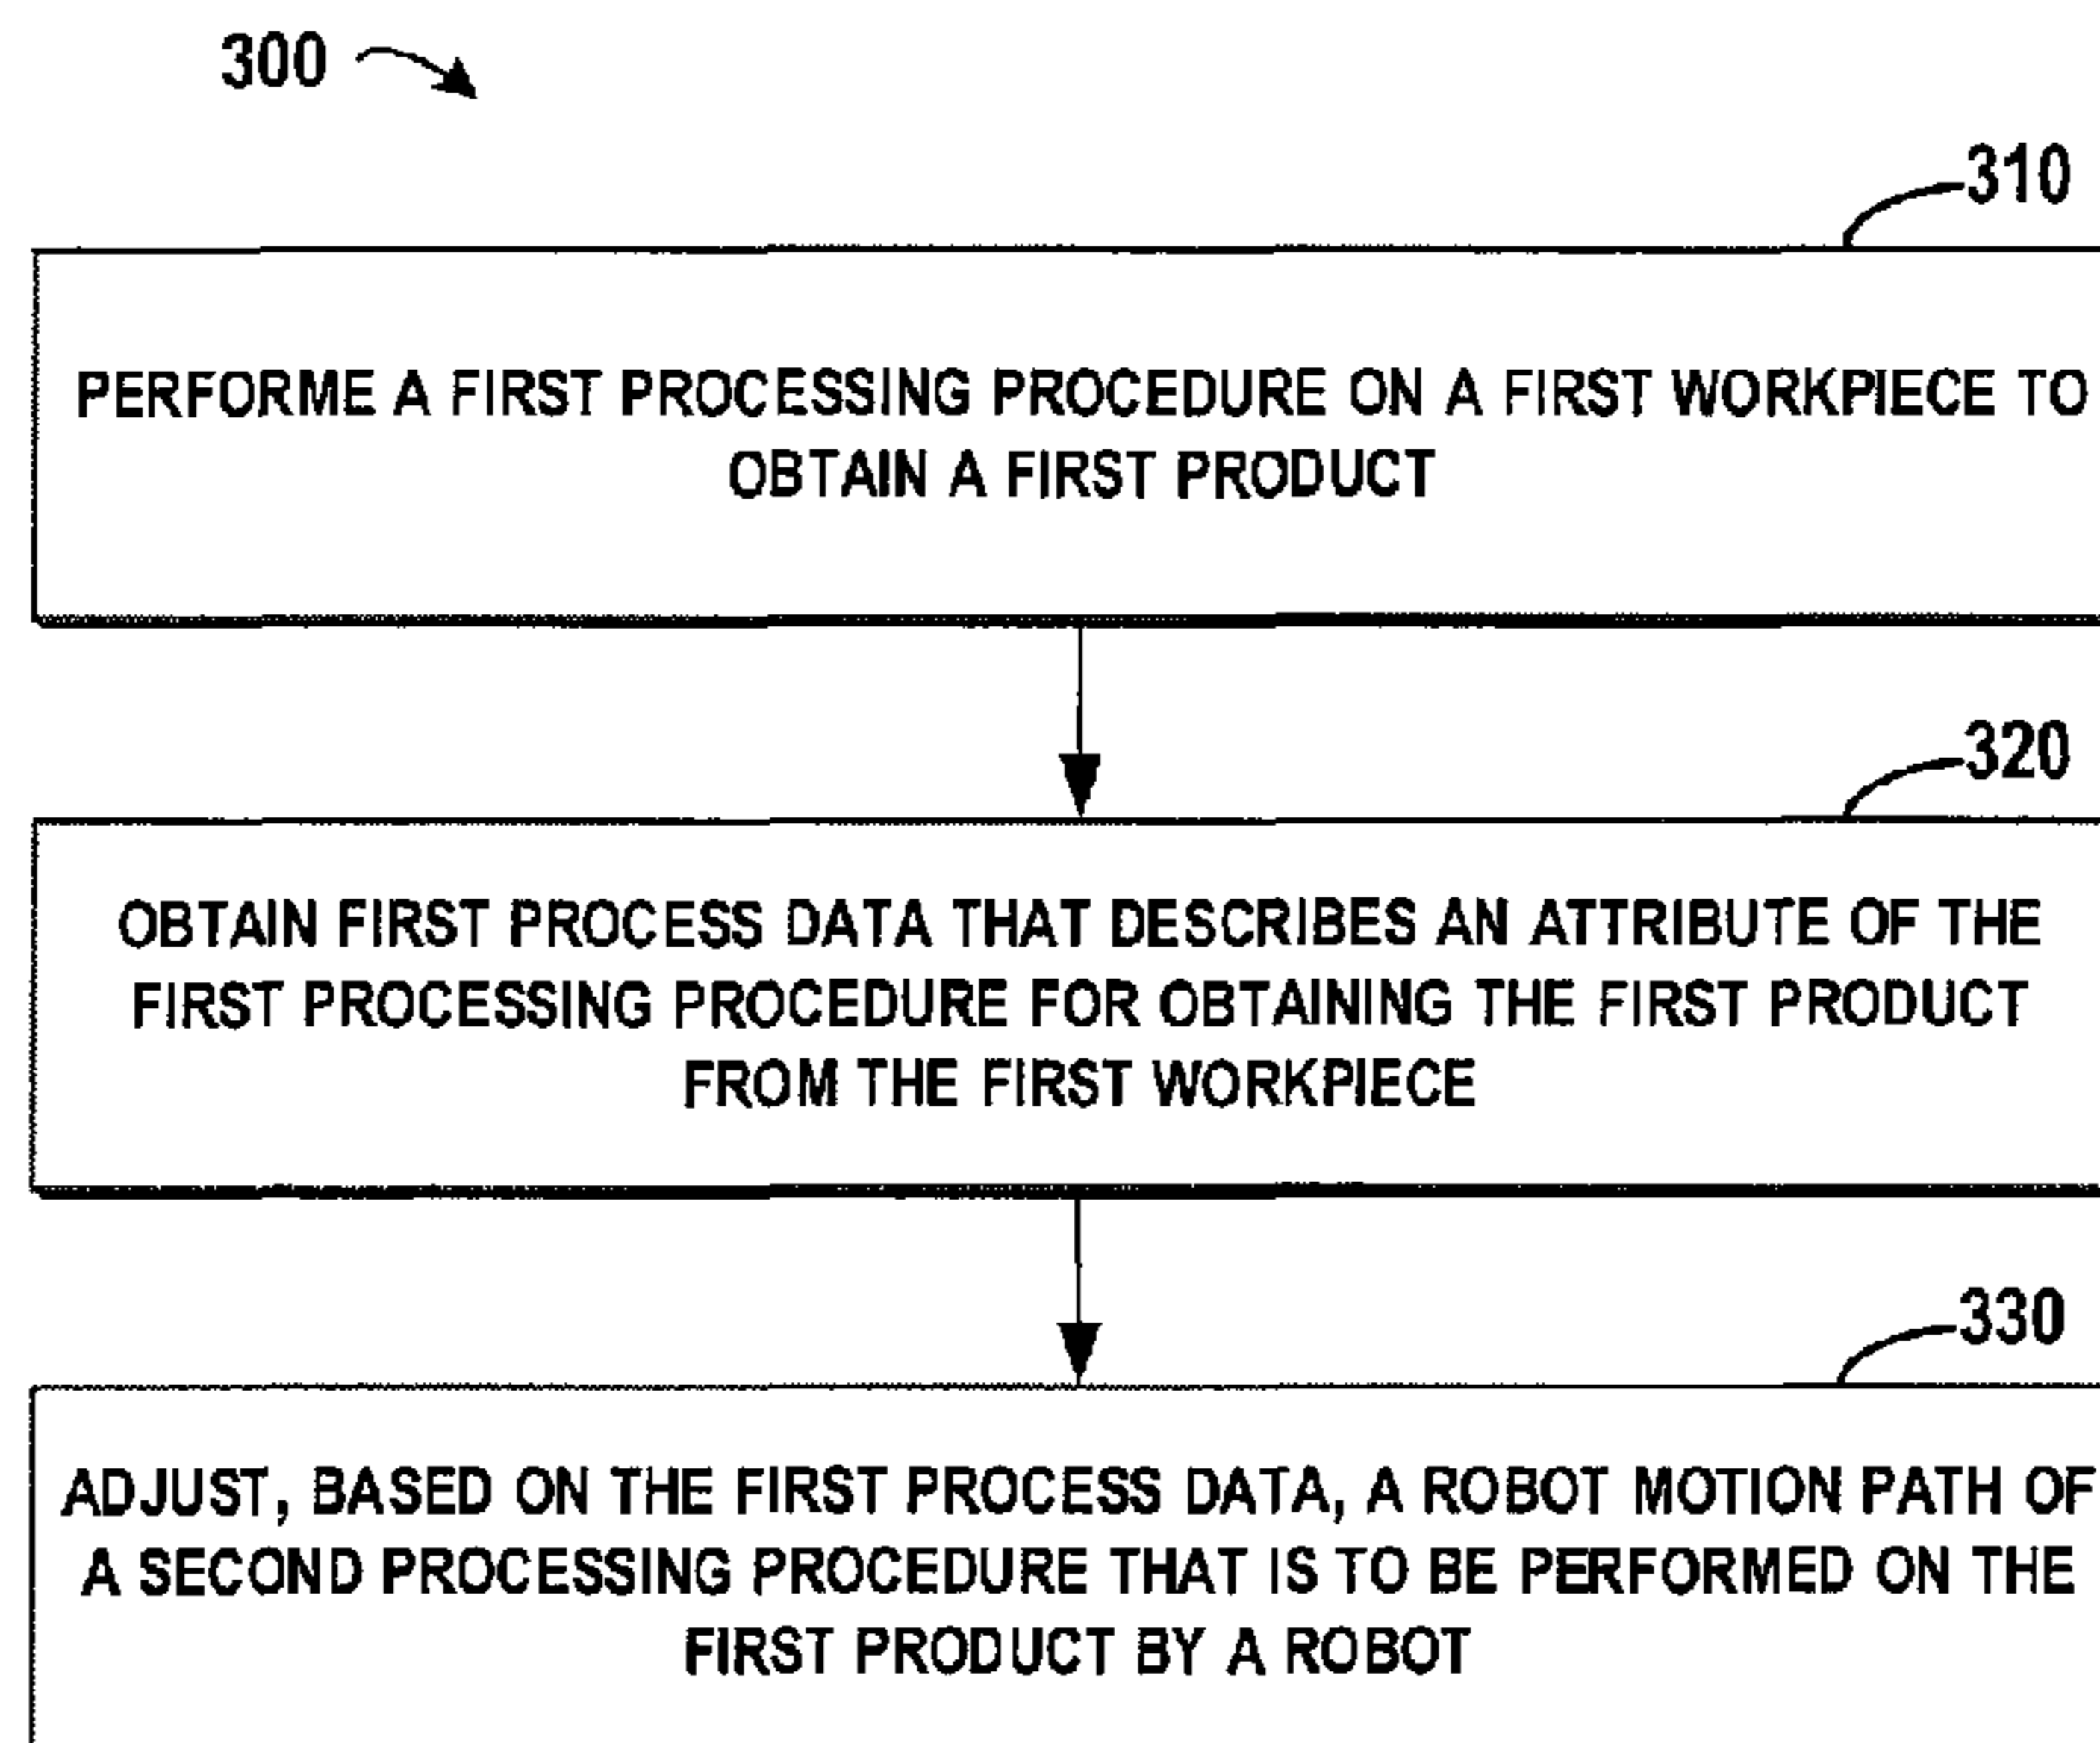 300
310
PERFORME A FIRST PROCESSING PROCEDURE ON A FIRST WORKPIECE TO
OBTAIN A FIRST PRODUCT
320
OBTAIN FIRST PROCESS DATA THAT DESCRIBES AN ATTRIBUTE OF THE
FIRST PROCESSING PROCEDURE FOR OBTAINING THE FIRST PRODUCT
FROM THE FIRST WORKPIECE
330
ADJUST, BASED ON THE FIRST PROCESS DATA, A ROBOT MOTION PATH OF
A SECOND PROCESSING PROCEDURE THAT IS TO BE PERFORMED ON THE
FIRST PRODUCT BY A ROBOT